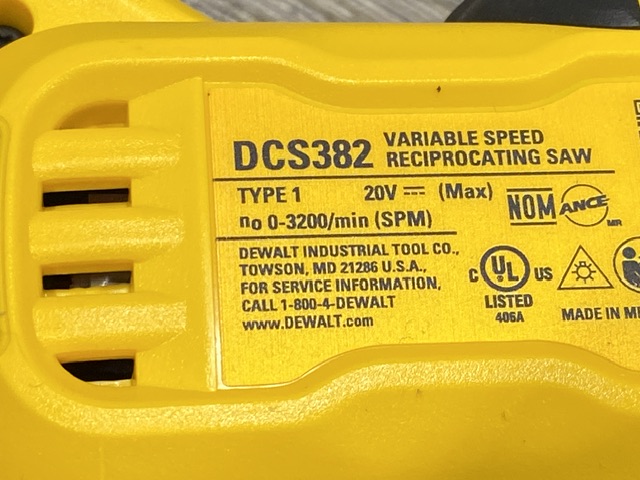 DCS382 VARIABLE SPEED
RECIPROCATING SAW
TYPE 1 20V ⎓ (Max)
no 0-3200/min (SPM)
DEWALT INDUSTRIAL TOOL CO.,
TOWSON, MD 21286 U.S.A.,
FOR SERVICE INFORMATION,
CALL 1-800-4-DEWALT
www.DEWALT.com
NOM ANCE
MR
C UL US
LISTED
406A
MADE IN